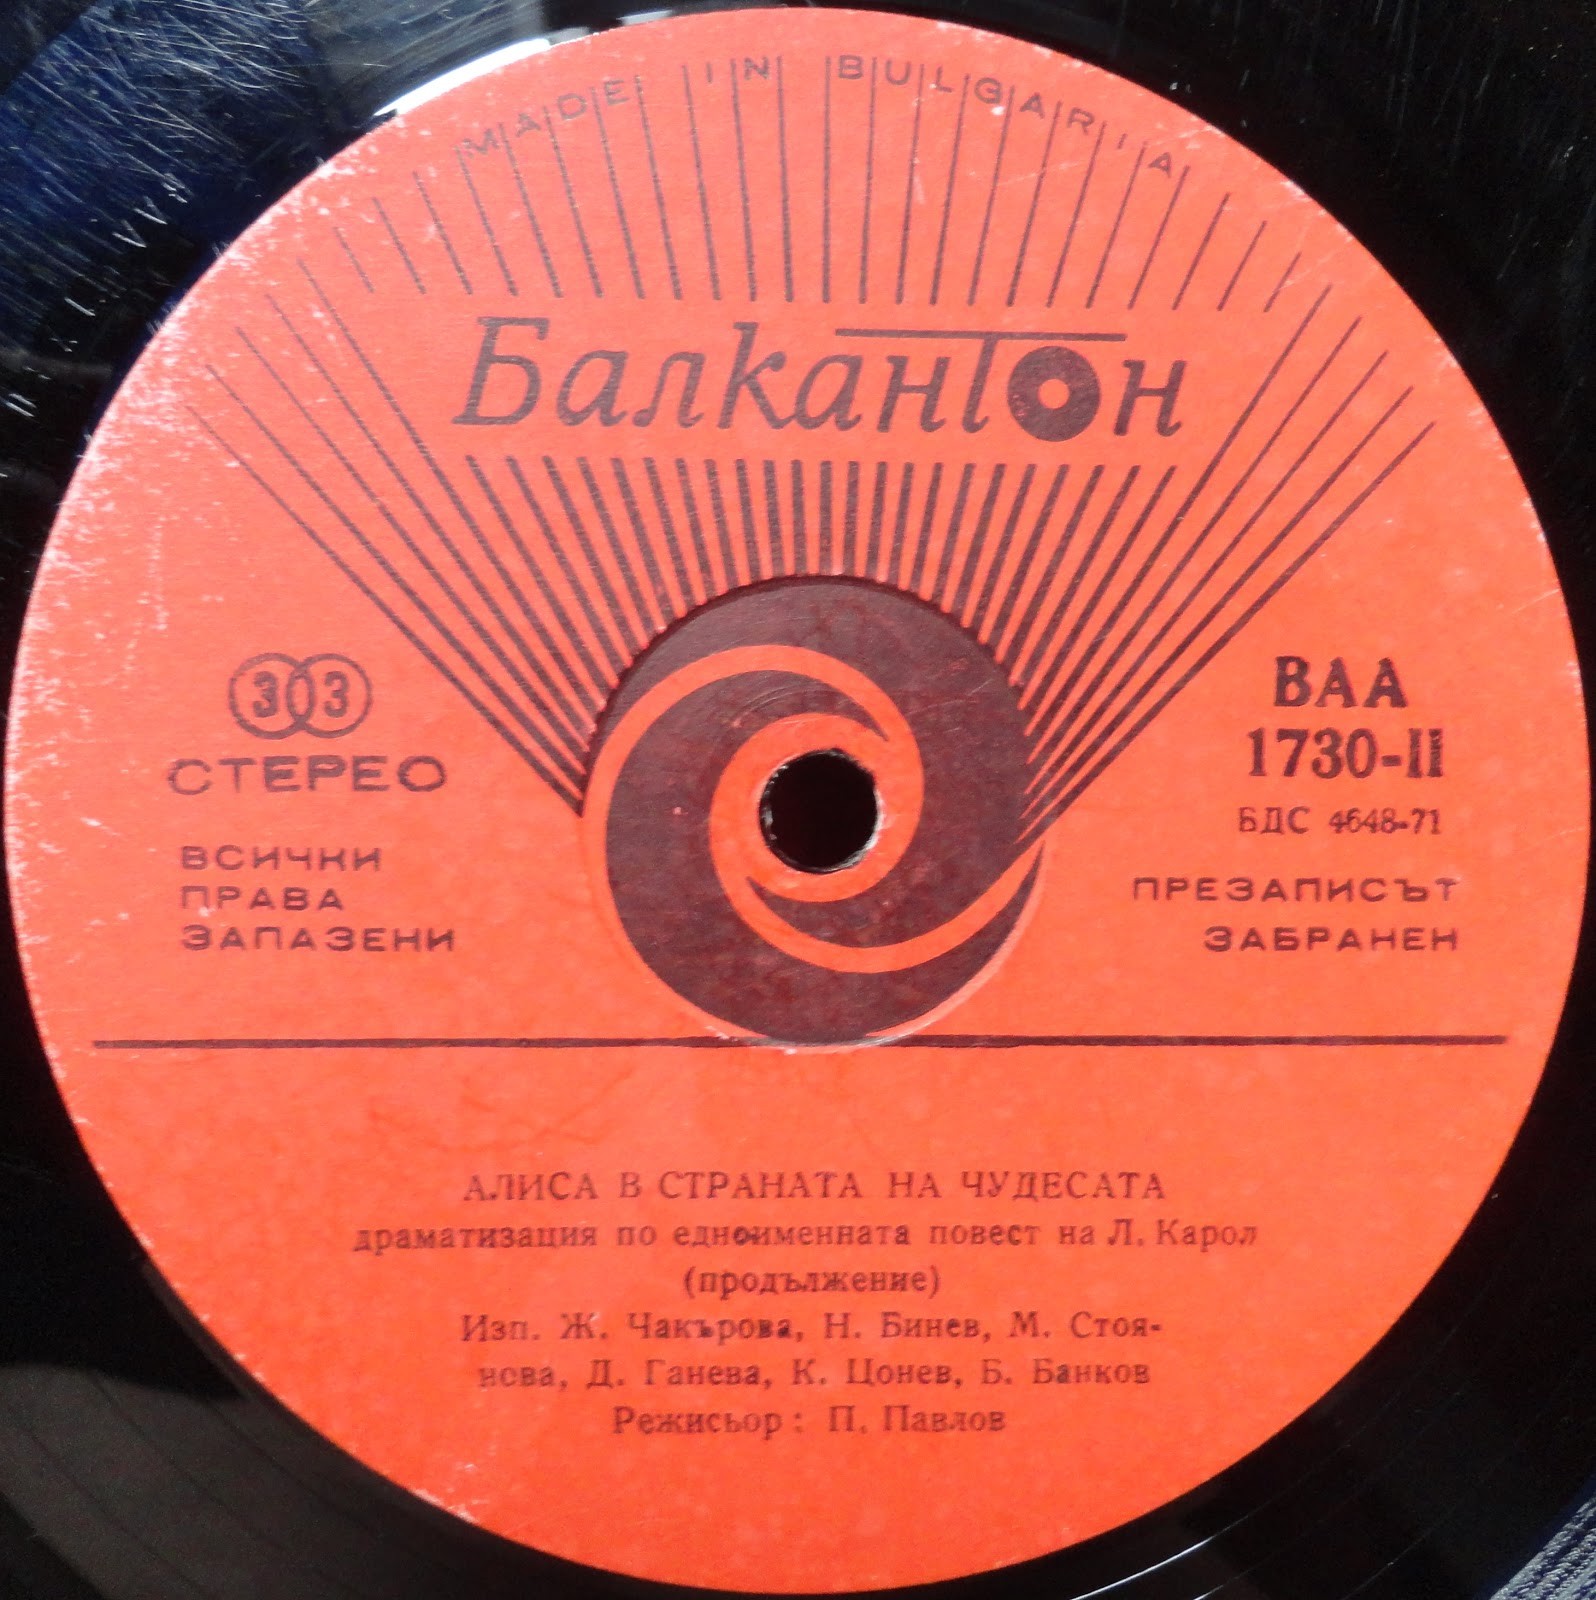 MADE IN BULGARIA
Балкантон
33
СТЕРЕО
ВСИЧКИ
ПРАВА
ЗАПАЗЕНИ
ВАА
1730-II
БДС 4648-71
ПРЕЗАПИСЪТ
ЗАБРАНЕН
АЛИСА В СТРАНАТА НА ЧУДЕСАТА
драматизация по едноименната повест на Л. Карол
(продължение)
Изп. Ж. Чакърова, Н. Бинев, М. Стоя-
нова, Д. Ганева, К. Цонев, Б. Банков
Режисьор: П. Павлов